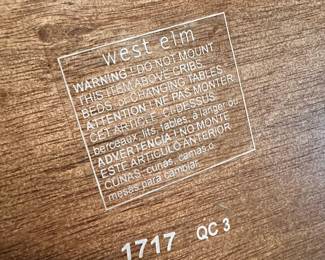 west elm
WARNING ! DO NOT MOUNT
THIS ITEM ABOVE CRIBS,
BEDS, or CHANGING TABLES
ATTENTION ! NE PAS MONTER
CET ARTICLE CI-DESSUS
berceaux, lits, tables, à langer ou
ADVERTENCIA ! NO MONTE
ESTE ARTICULO ANTERIOR
CUNAS, cunas, camas o
mesas para cambiar
1717 QC 3